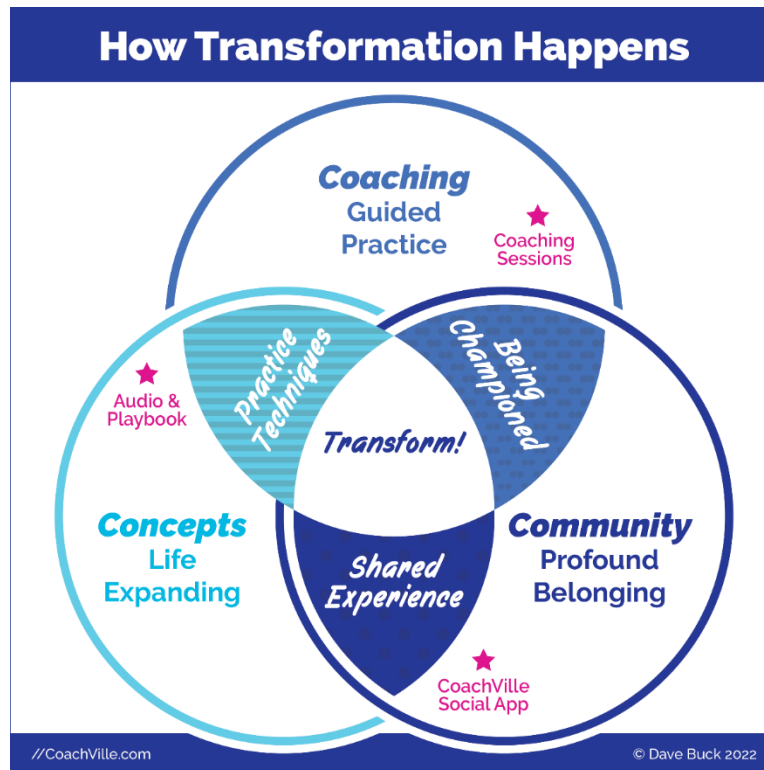 How Transformation Happens
Coaching
Guided
Practice
Coaching
Sessions
Practice
Techniques
Being
Championed
Audio &
Playbook
Transform!
Concepts
Life
Expanding
Community
Profound
Belonging
Shared
Experience
CoachVille
Social App
//CoachVille.com
© Dave Buck 2022